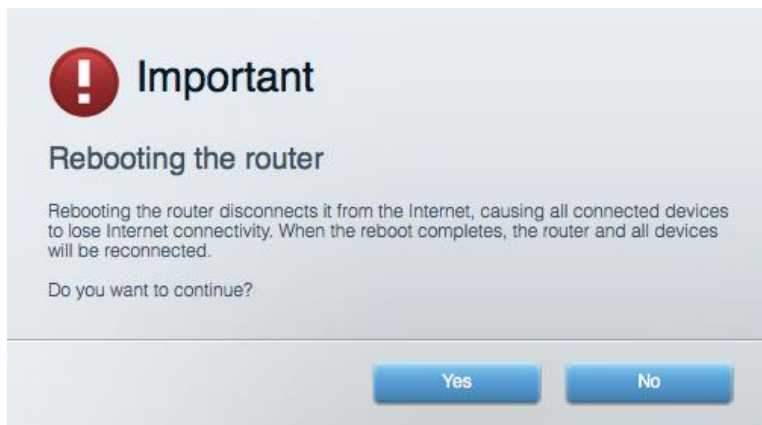 Important
Rebooting the router
Rebooting the router disconnects it from the Internet, causing all connected devices
to lose Internet connectivity. When the reboot completes, the router and all devices
will be reconnected.
Do you want to continue?
Yes No